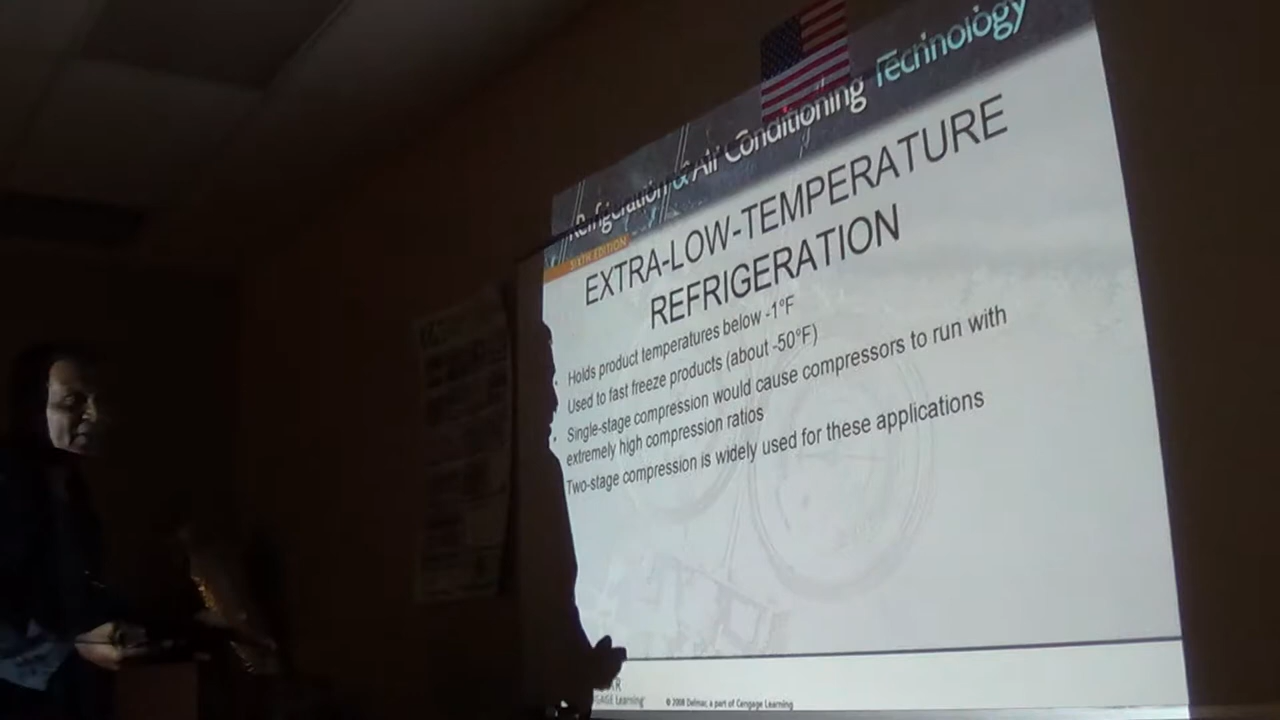 Refrigeration & Air Conditioning Technology
SIXTH EDITION
EXTRA-LOW-TEMPERATURE
REFRIGERATION
Holds product temperatures below -1°F
• Used to fast freeze products (about -50°F)
Single-stage compression would cause compressors to run with
extremely high compression ratios
Two-stage compression is widely used for these applications
Learning
© 2008 Delmar, a part of Cengage Learning